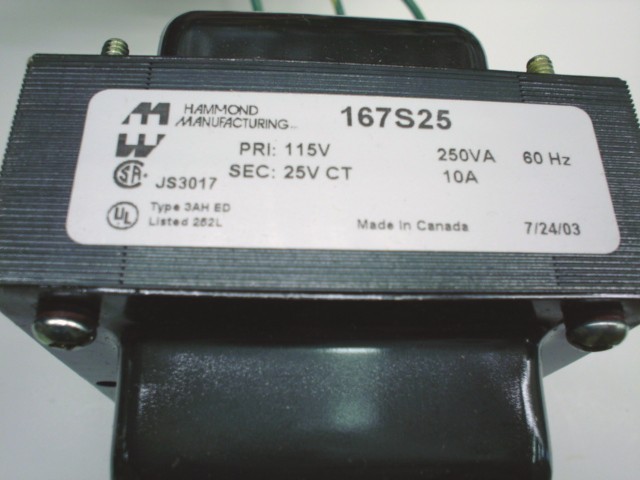 HAMMOND
MANUFACTURING™
167S25
PRI: 115V 250VA 60 Hz
SEC: 25V CT 10A
JS3017
Type 3AH ED
Listed 262L
Made In Canada 7/24/03